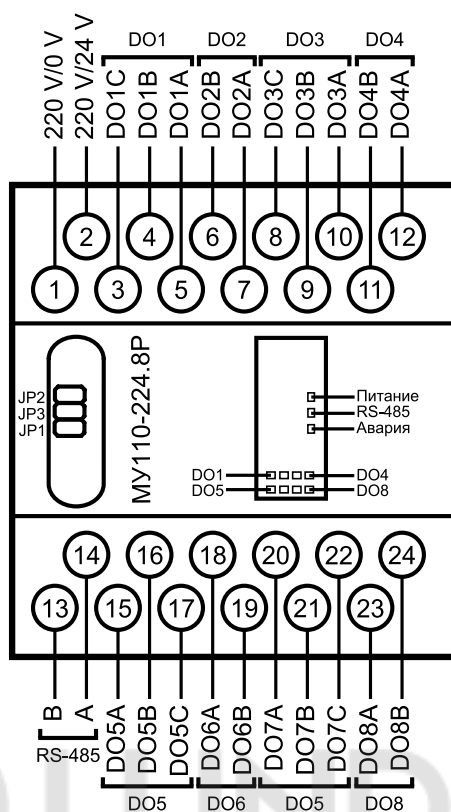 DO1 DO2 DO3 DO4
220 V/0 V
220 V/24 V
DO1C
DO1B
DO1A
DO2B
DO2A
DO3C
DO3B
DO3A
DO4B
DO4A
2 4 6 8 10 12
1 3 5 7 9 11
МУ110-224.8Р
JP2
JP3
JP1
Питание
RS-485
Авария
DO1 DO4
DO5 DO8
14 16 18 20 22 24
13 15 17 19 21 23
B
A
DO5A
DO5B
DO5C
DO6A
DO6B
DO7A
DO7B
DO7C
DO8A
DO8B
RS-485
DO5 DO6 DO5 DO8